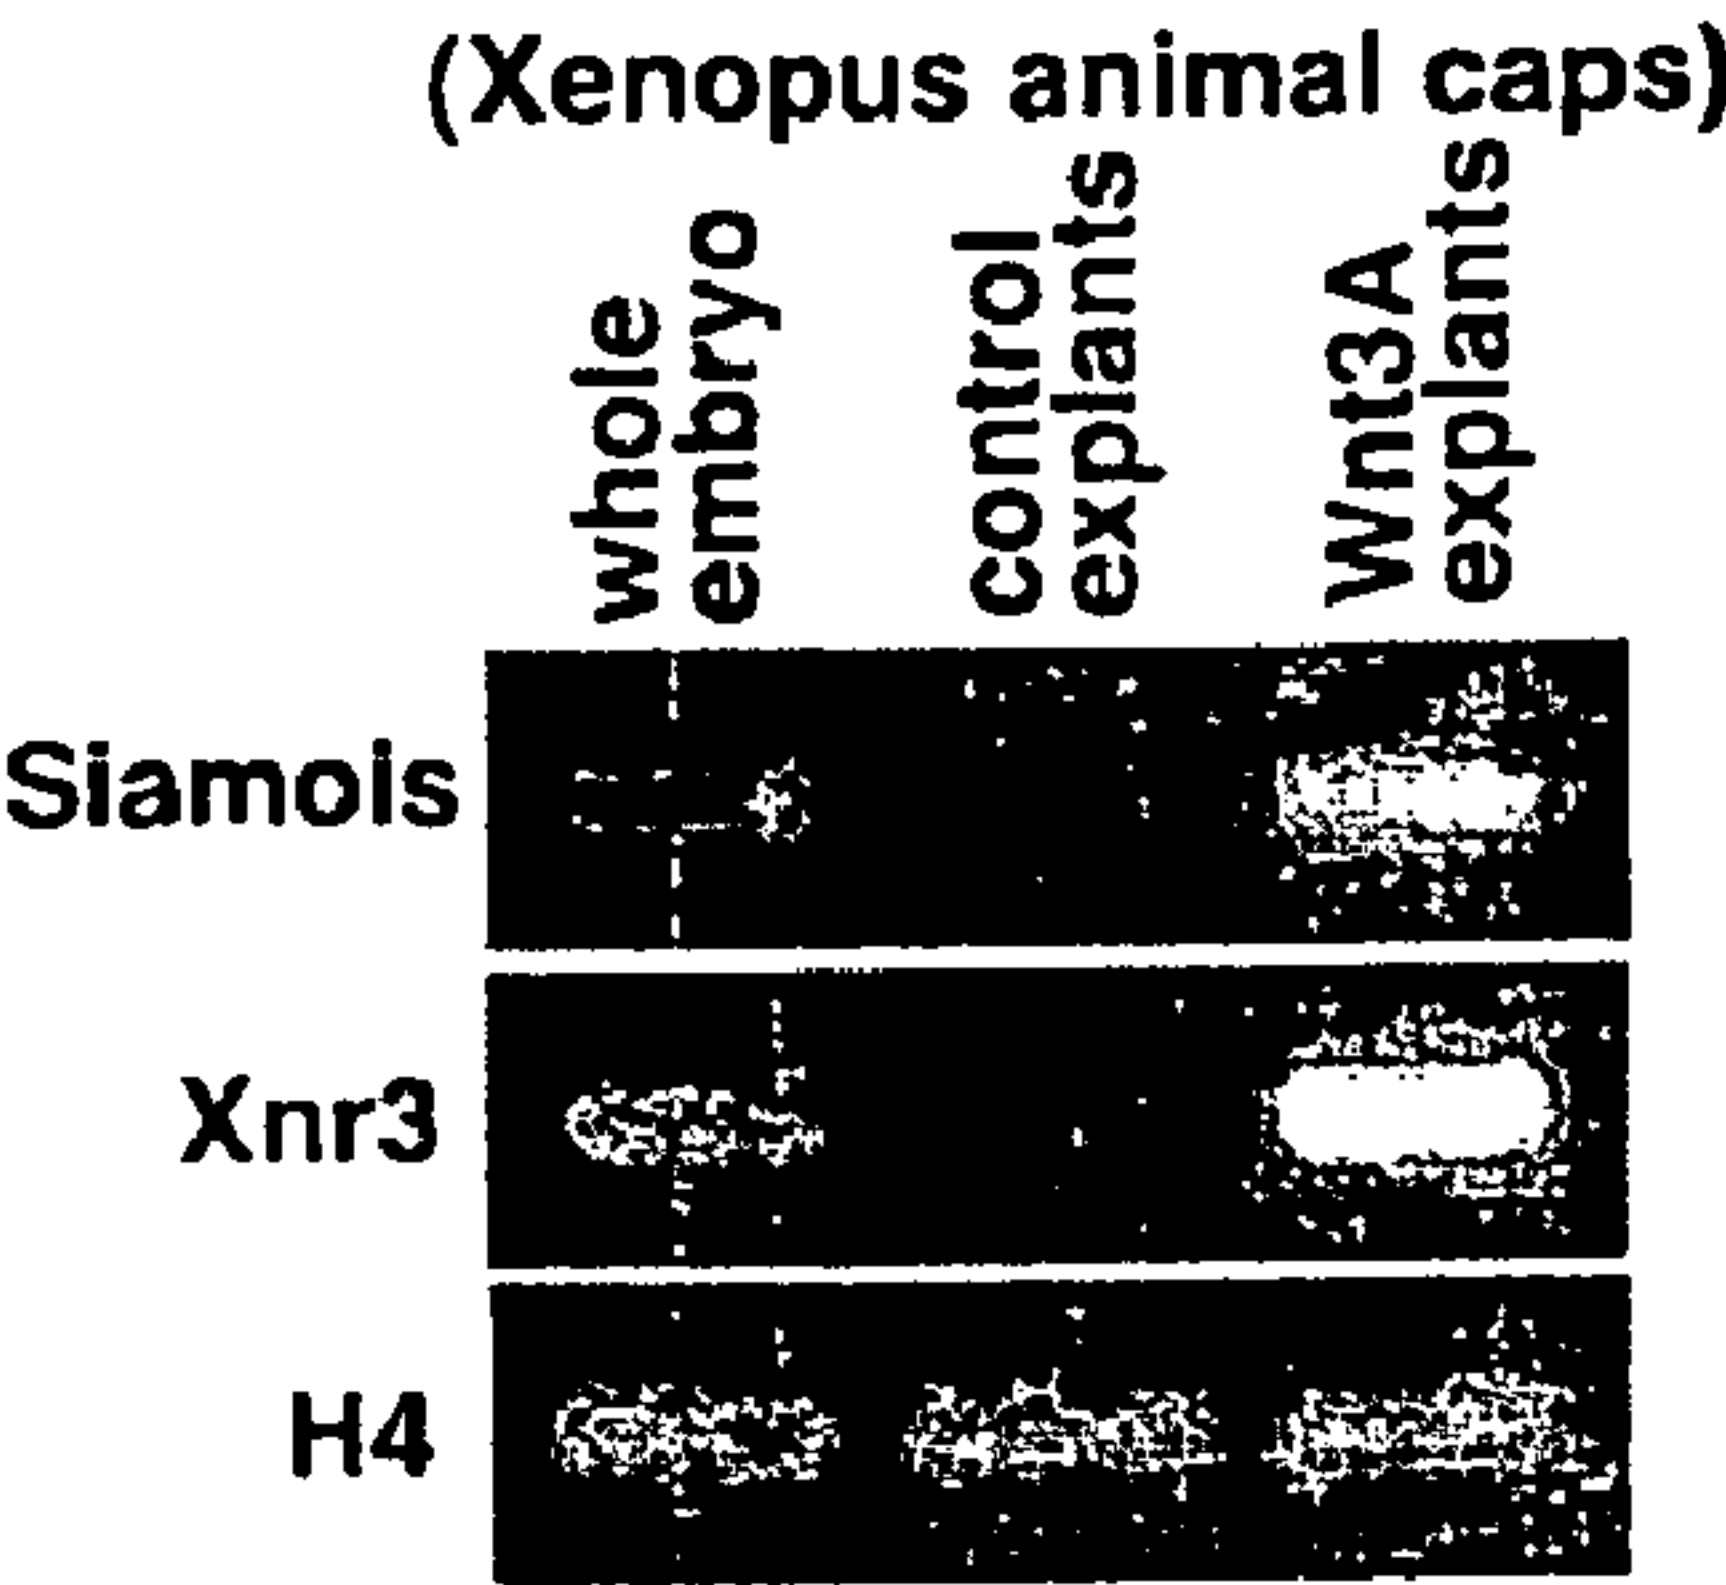 (Xenopus animal caps)
whole
embryo
control
explants
Wnt3A
explants
Siamois
Xnr3
H4